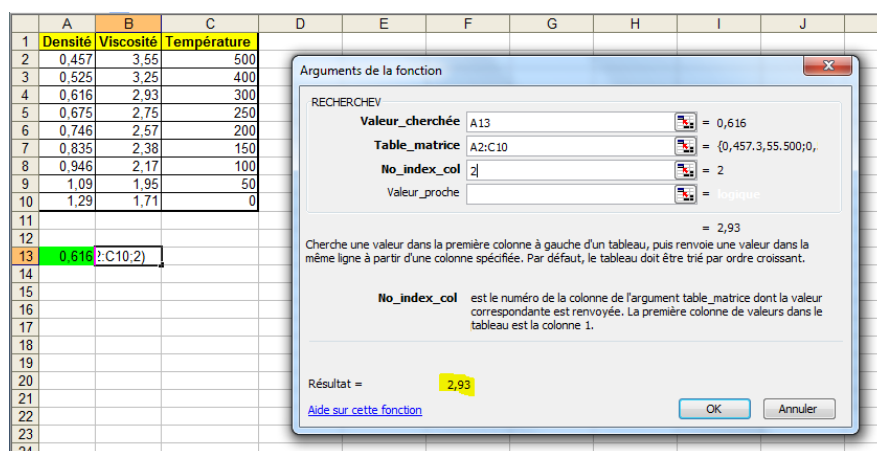 A B C D E F G H I J
1 Densité Viscosité Température
2 0,457 3,55 500
3 0,525 3,25 400
4 0,616 2,93 300
5 0,675 2,75 250
6 0,746 2,57 200
7 0,835 2,38 150
8 0,946 2,17 100
9 1,09 1,95 50
10 1,29 1,71 0
11
12
13 0,616 2:C10;2)
14
15
16
17
18
19
20
21
22
23
24
Arguments de la fonction
RECHERCHEV
Valeur_cherchée A13 = 0,616
Table_matrice A2:C10 = {0,457.3,55.500;0,.
No_index_col 2 = 2
Valeur_proche = logique
= 2,93
Cherche une valeur dans la première colonne à gauche d'un tableau, puis renvoie une valeur dans la
même ligne à partir d'une colonne spécifiée. Par défaut, le tableau doit être trié par ordre croissant.
No_index_col est le numéro de la colonne de l'argument table_matrice dont la valeur
correspondante est renvoyée. La première colonne de valeurs dans le
tableau est la colonne 1.
Résultat = 2,93
Aide sur cette fonction OK Annuler